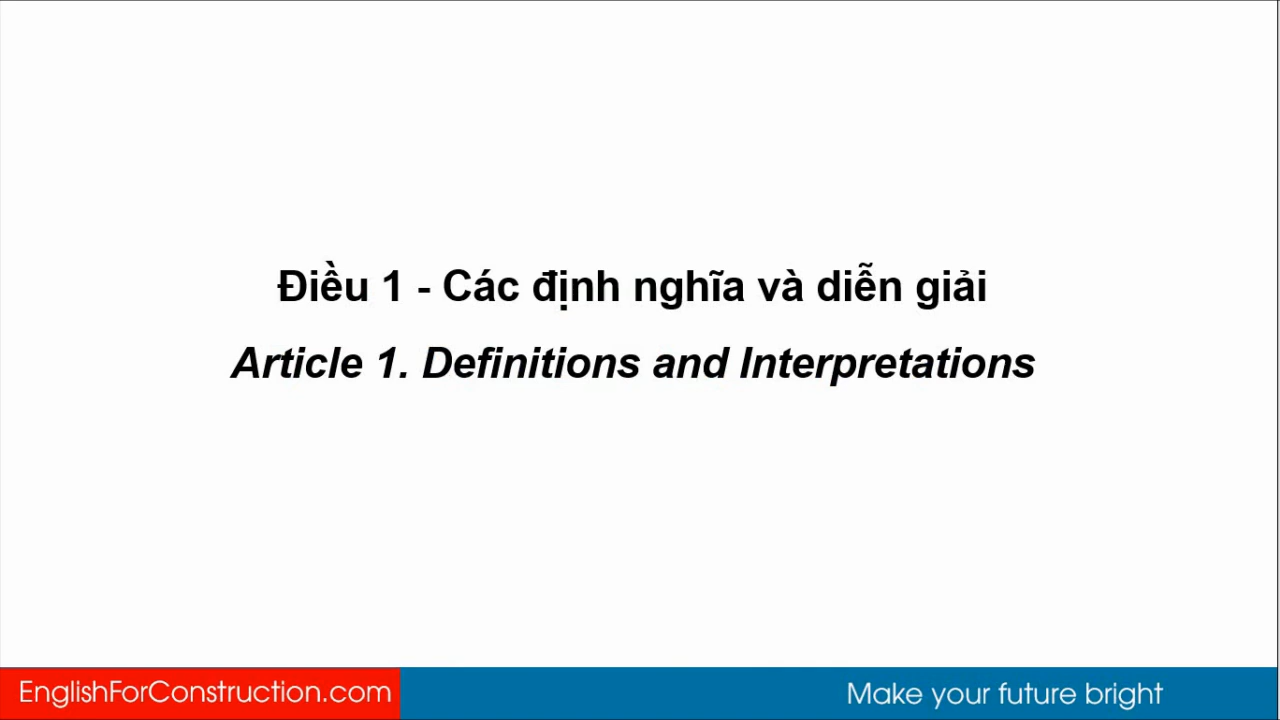 Điều 1 - Các định nghĩa và diễn giải
Article 1. Definitions and Interpretations
EnglishForConstruction.com
Make your future bright